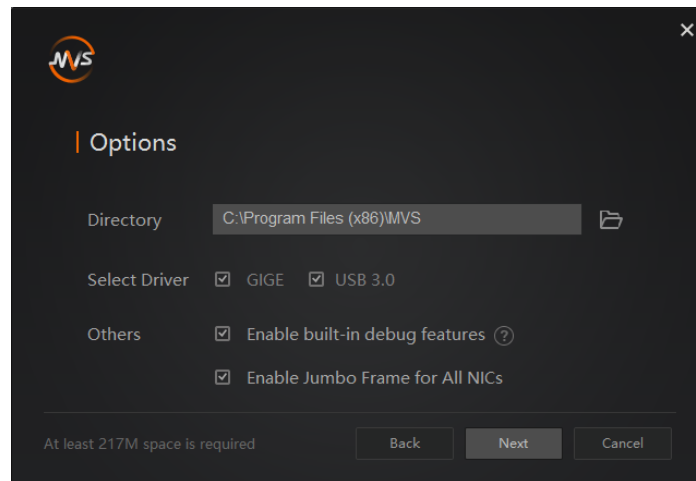 MVS
Options
Directory C:\Program Files (x86)\MVS
Select Driver GIGE USB 3.0
Others Enable built-in debug features ?
Enable Jumbo Frame for All NICs
At least 217M space is required Back Next Cancel